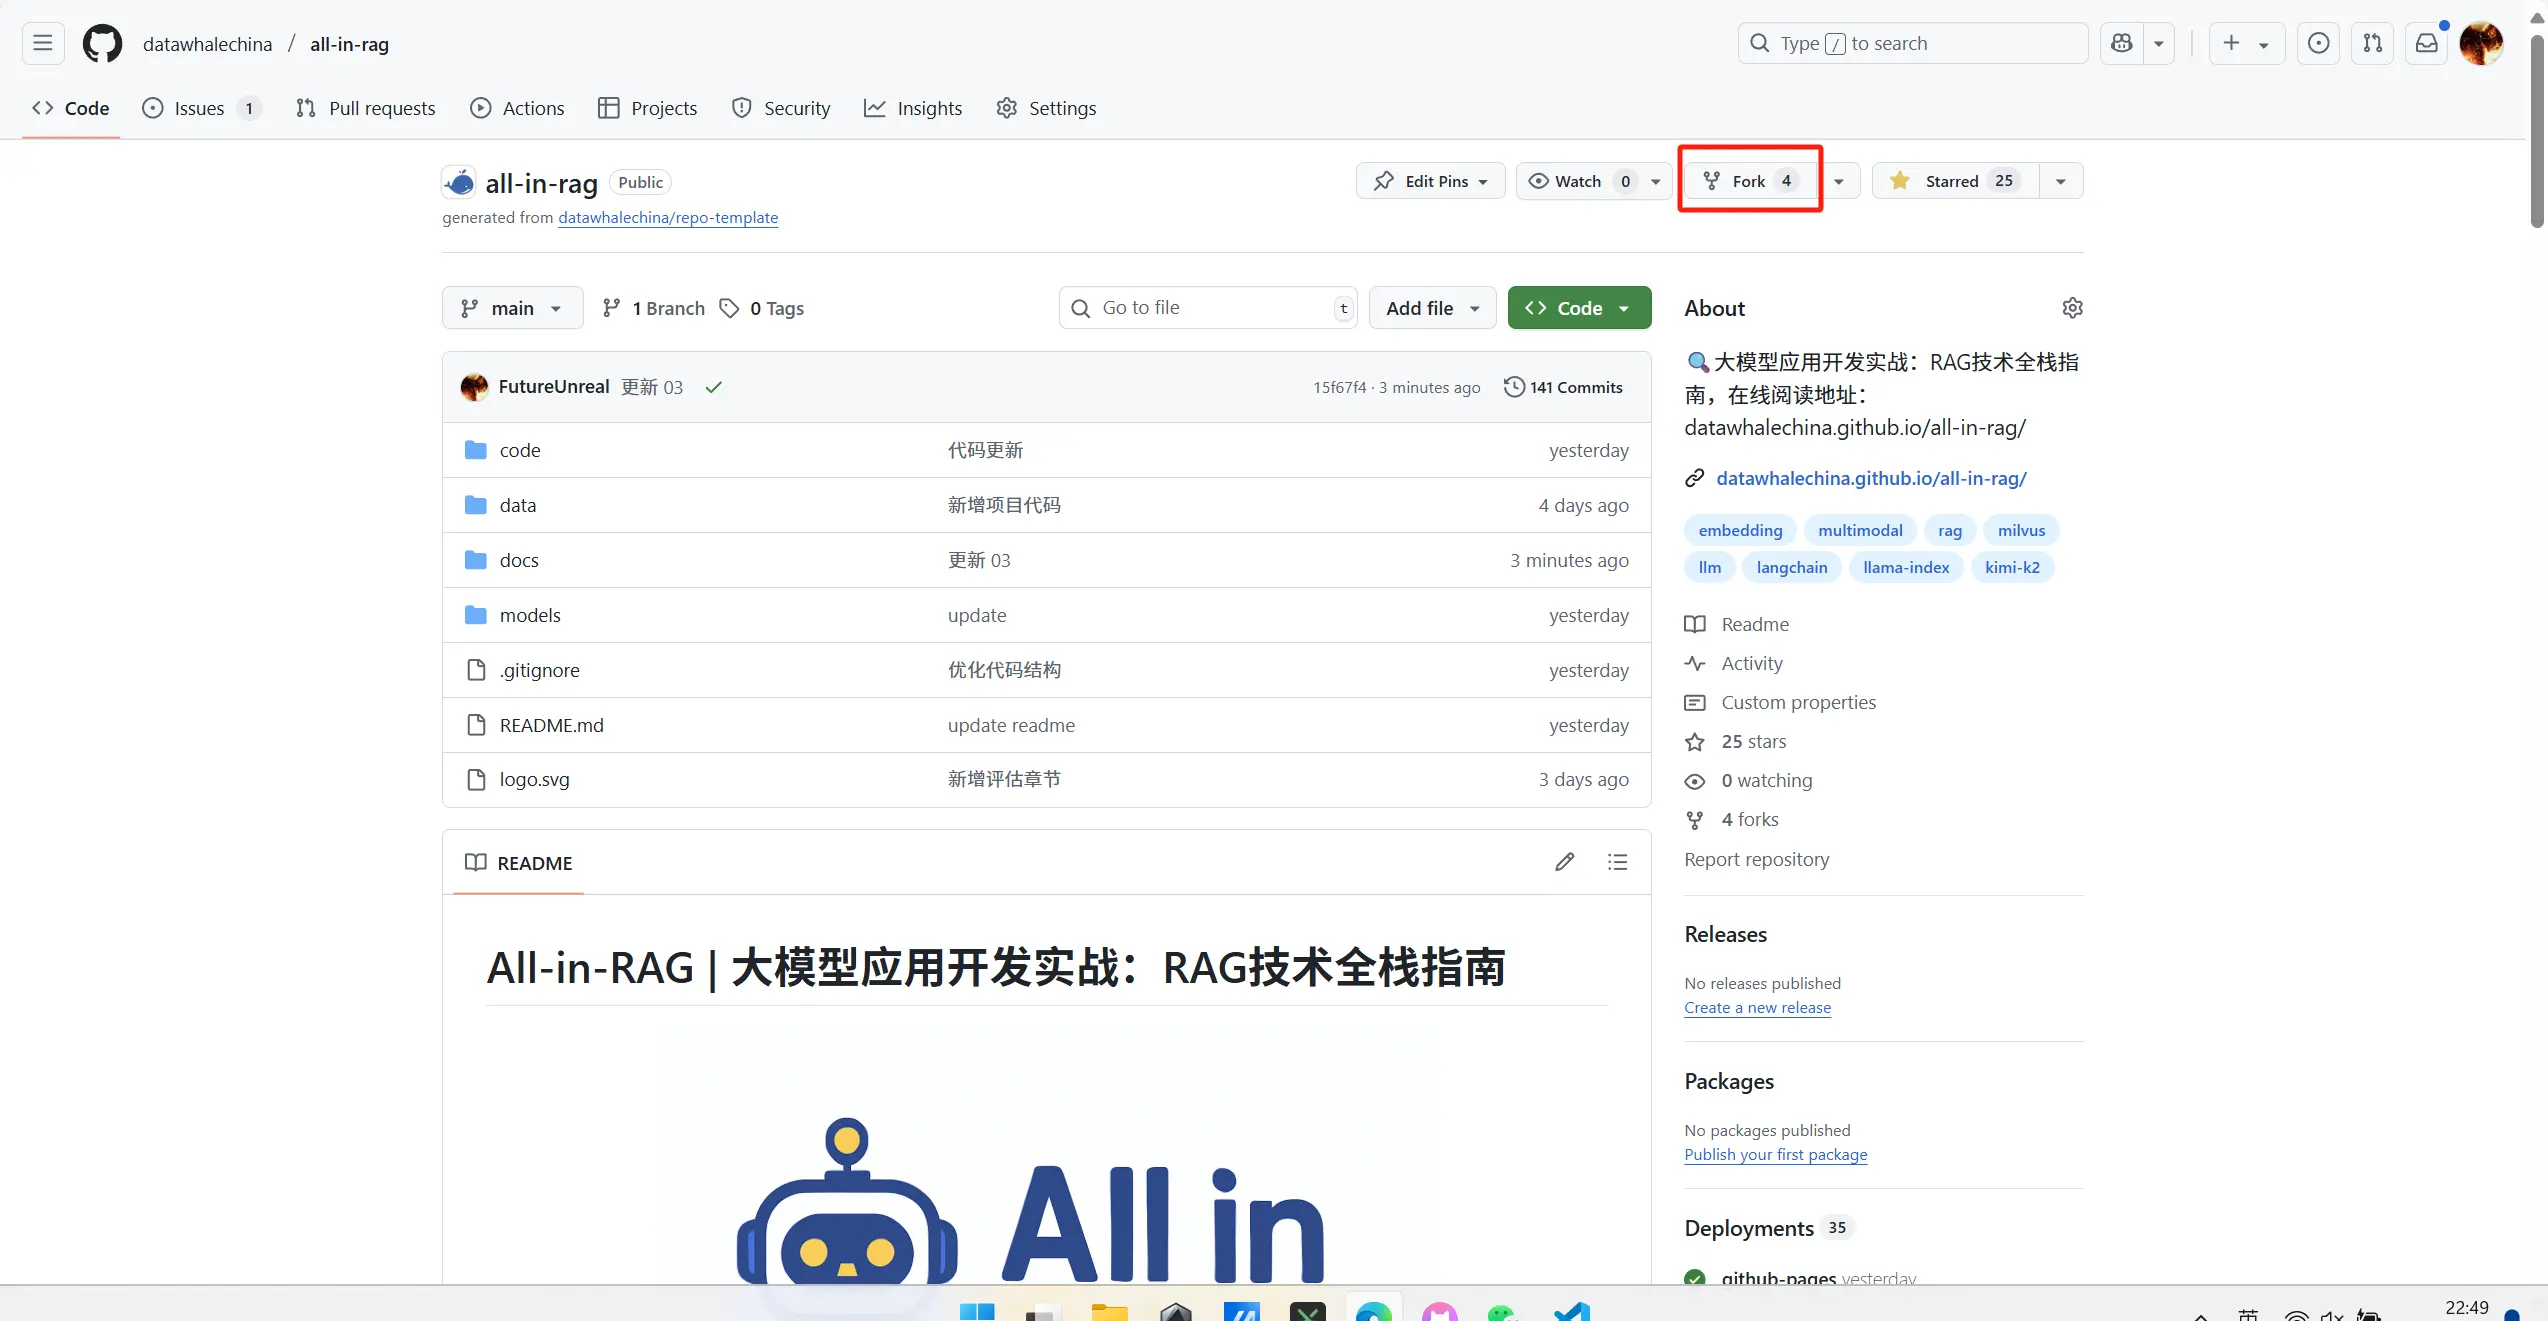 datawhalechina / all-in-rag
Type / to search
Code
Issues 1
Pull requests
Actions
Projects
Security
Insights
Settings
all-in-rag Public
Edit Pins
Watch 0
Fork 4
Starred 25
generated from datawhalechina/repo-template
main
1 Branch
0 Tags
Go to file t
Add file
Code
FutureUnreal 更新 03
15f67f4 · 3 minutes ago
141 Commits
code 代码更新 yesterday
data 新增项目代码 4 days ago
docs 更新 03 3 minutes ago
models update yesterday
.gitignore 优化代码结构 yesterday
README.md update readme yesterday
logo.svg 新增评估章节 3 days ago
README
All-in-RAG | 大模型应用开发实战：RAG技术全栈指南
All in
About
大模型应用开发实战：RAG技术全栈指
南，在线阅读地址：
datawhalechina.github.io/all-in-rag/
datawhalechina.github.io/all-in-rag/
embedding multimodal rag milvus
llm langchain llama-index kimi-k2
Readme
Activity
Custom properties
25 stars
0 watching
4 forks
Report repository
Releases
No releases published
Create a new release
Packages
No packages published
Publish your first package
Deployments 35
github-pages yesterday
英
22:49